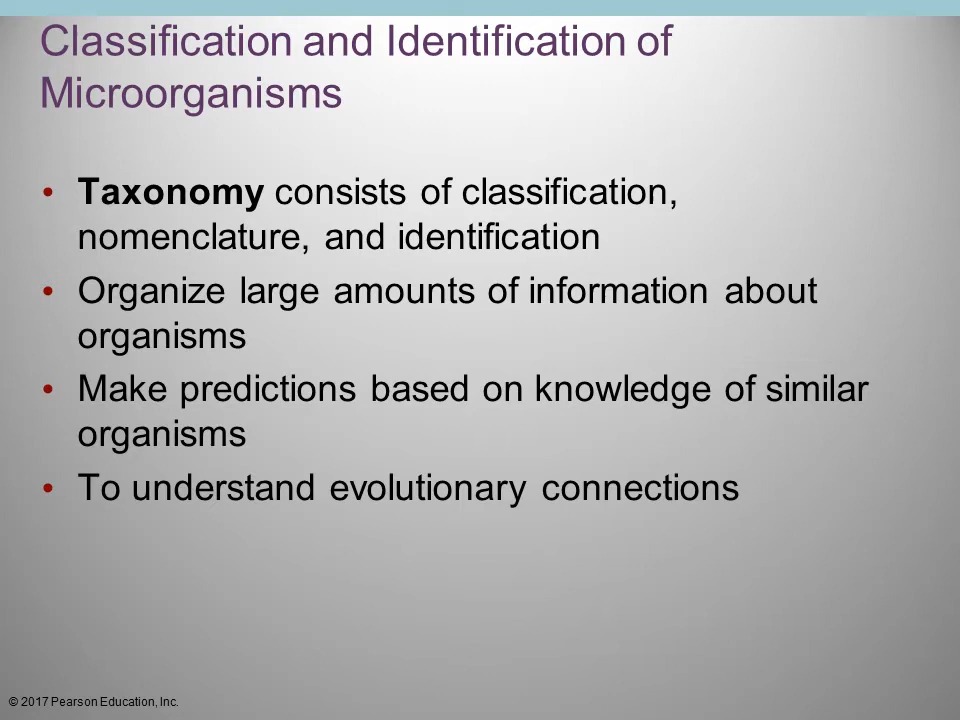 Classification and Identification of
Microorganisms
• Taxonomy consists of classification,
nomenclature, and identification
• Organize large amounts of information about
organisms
• Make predictions based on knowledge of similar
organisms
• To understand evolutionary connections
© 2017 Pearson Education, Inc.